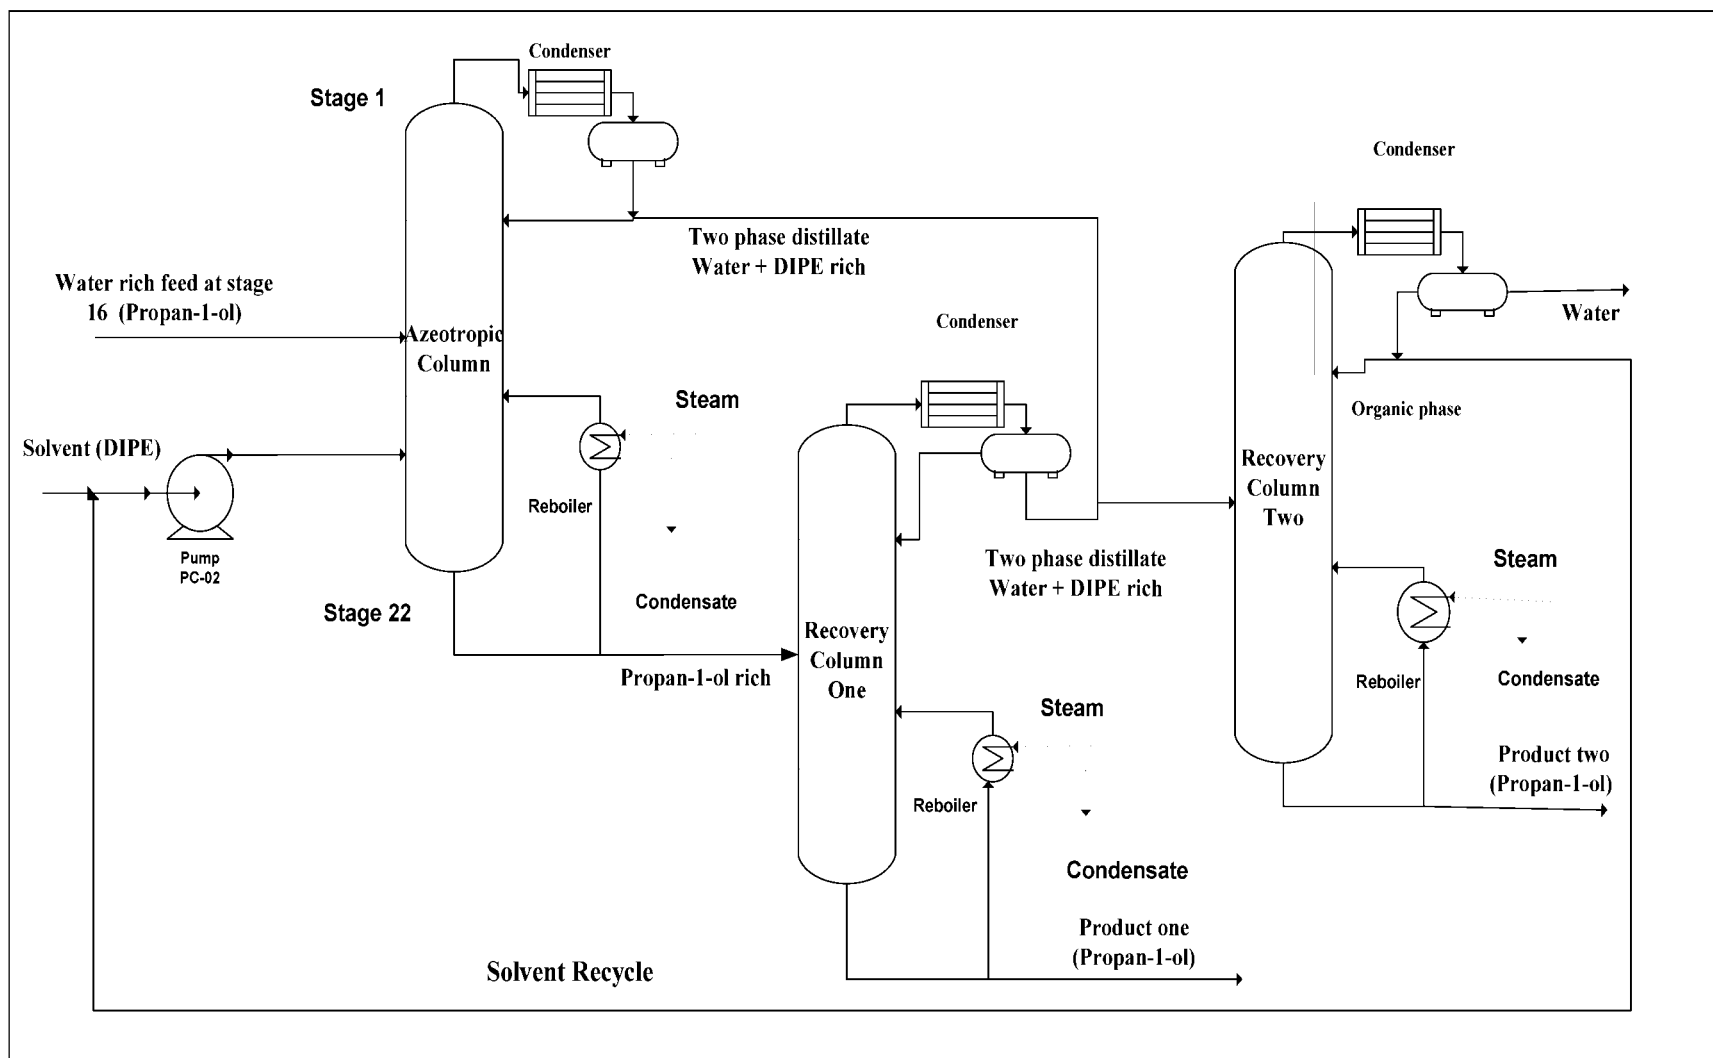 Condenser
Stage 1
Condenser
Two phase distillate
Water + DIPE rich
Water rich feed at stage
16 (Propan-1-ol)
Water
Condenser
Azeotropic
Column
Steam
Organic phase
Solvent (DIPE)
Recovery
Column
Two
Reboiler
Pump
PC-02
Two phase distillate
Water + DIPE rich
Steam
Stage 22
Condensate
Recovery
Column
One
Propan-1-ol rich
Reboiler
Condensate
Steam
Product two
(Propan-1-ol)
Reboiler
Condensate
Product one
(Propan-1-ol)
Solvent Recycle